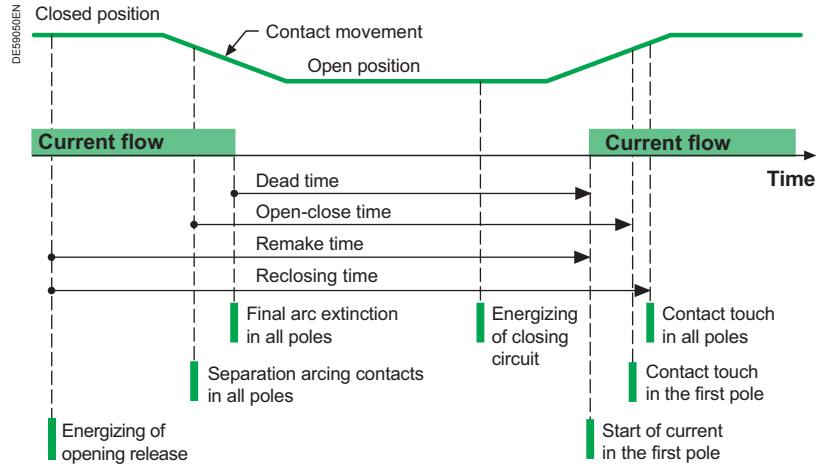 DE59050EN
Closed position
Contact movement
Open position
Current flow
Current flow
Time
Dead time
Open-close time
Remake time
Reclosing time
Final arc extinction
in all poles
Energizing
of closing
circuit
Contact touch
in all poles
Separation arcing contacts
in all poles
Contact touch
in the first pole
Energizing of
opening release
Start of current
in the first pole